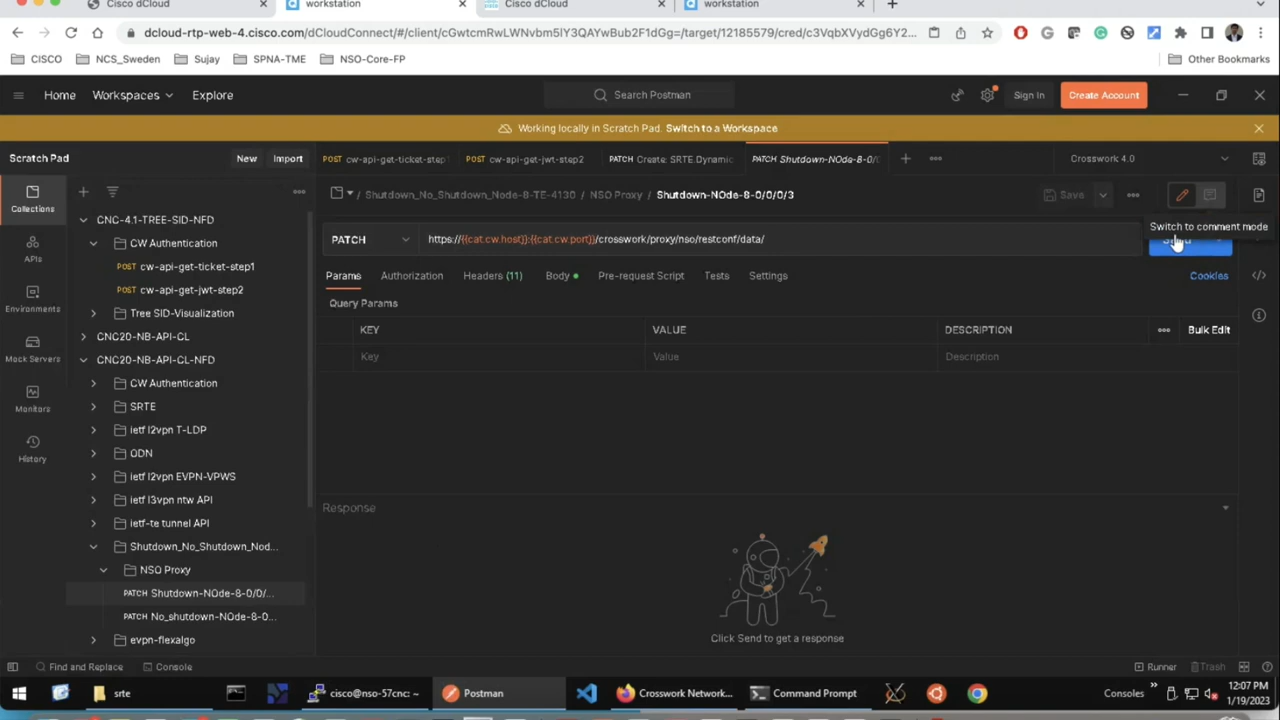 Cisco dCloud
workstation
Cisco dCloud
workstation
dcloud-rtp-web-4.cisco.com/dCloudConnect/#/client/cGwtcmRwLWNvbm5lY3QAYwBub2F1dGg=/target/12185579/cred/c3VqbXVydGg6Y2...
CISCO
NCS_Sweden
Sujay
SPNA-TME
NSO-Core-FP
Other Bookmarks
Home
Workspaces
Explore
Search Postman
Sign In
Create Account
Working locally in Scratch Pad. Switch to a Workspace
Scratch Pad
New
Import
POST cw-api-get-ticket-step1
POST cw-api-get-jwt-step2
PATCH Create: SRTE.Dynamic
PATCH Shutdown-NOde-8-0/
Crosswork 4.0
Collections
APIs
Environments
Mock Servers
Monitors
History
CNC-4.1-TREE-SID-NFD
CW Authentication
POST cw-api-get-ticket-step1
POST cw-api-get-jwt-step2
Tree SID-Visualization
CNC20-NB-API-CL
CNC20-NB-API-CL-NFD
CW Authentication
SRTE
ietf l2vpn T-LDP
ODN
ietf l2vpn EVPN-VPWS
ietf l3vpn ntw API
ietf-te tunnel API
Shutdown_No_Shutdown_Nod...
NSO Proxy
PATCH Shutdown-NOde-8-0/0/...
PATCH No_shutdown-NOde-8-0...
evpn-flexalgo
/ Shutdown_No_Shutdown_Node-8-TE-4130 / NSO Proxy / Shutdown-NOde-8-0/0/0/3
Save
Switch to comment mode
PATCH
https://{{cat.cw.host}}:{{cat.cw.port}}/crosswork/proxy/nso/restconf/data/
Params
Authorization
Headers (11)
Body
Pre-request Script
Tests
Settings
Cookies
Query Params
KEY
VALUE
DESCRIPTION
Bulk Edit
Key
Value
Description
Response
Click Send to get a response
Find and Replace
Console
Runner
Trash
srte
cisco@nso-57cnc: ~
Postman
Crosswork Network...
Command Prompt
Consoles
12:07 PM
1/19/2023